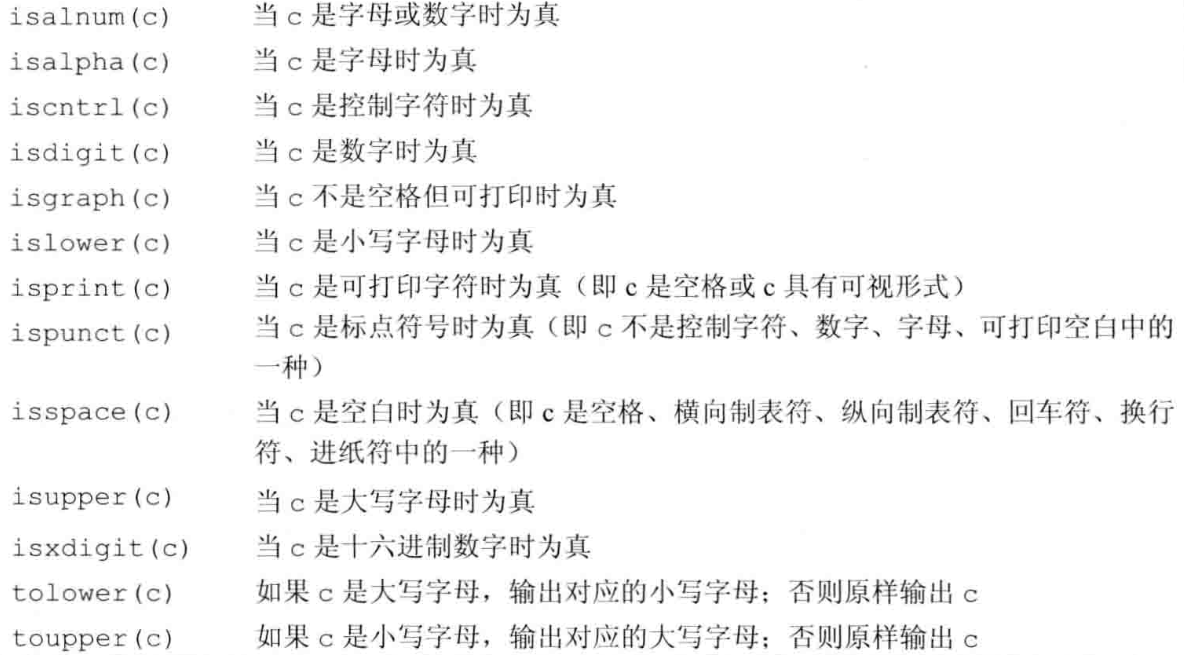 isalnum(c) 当 c 是字母或数字时为真
isalpha(c) 当 c 是字母时为真
iscntrl(c) 当 c 是控制字符时为真
isdigit(c) 当 c 是数字时为真
isgraph(c) 当 c 不是空格但可打印时为真
islower(c) 当 c 是小写字母时为真
isprint(c) 当 c 是可打印字符时为真（即 c 是空格或 c 具有可视形式）
ispunct(c) 当 c 是标点符号时为真（即 c 不是控制字符、数字、字母、可打印空白中的
一种）
isspace(c) 当 c 是空白时为真（即 c 是空格、横向制表符、纵向制表符、回车符、换行
符、进纸符中的一种）
isupper(c) 当 c 是大写字母时为真
isxdigit(c) 当 c 是十六进制数字时为真
tolower(c) 如果 c 是大写字母，输出对应的小写字母；否则原样输出 c
toupper(c) 如果 c 是小写字母，输出对应的大写字母；否则原样输出 c